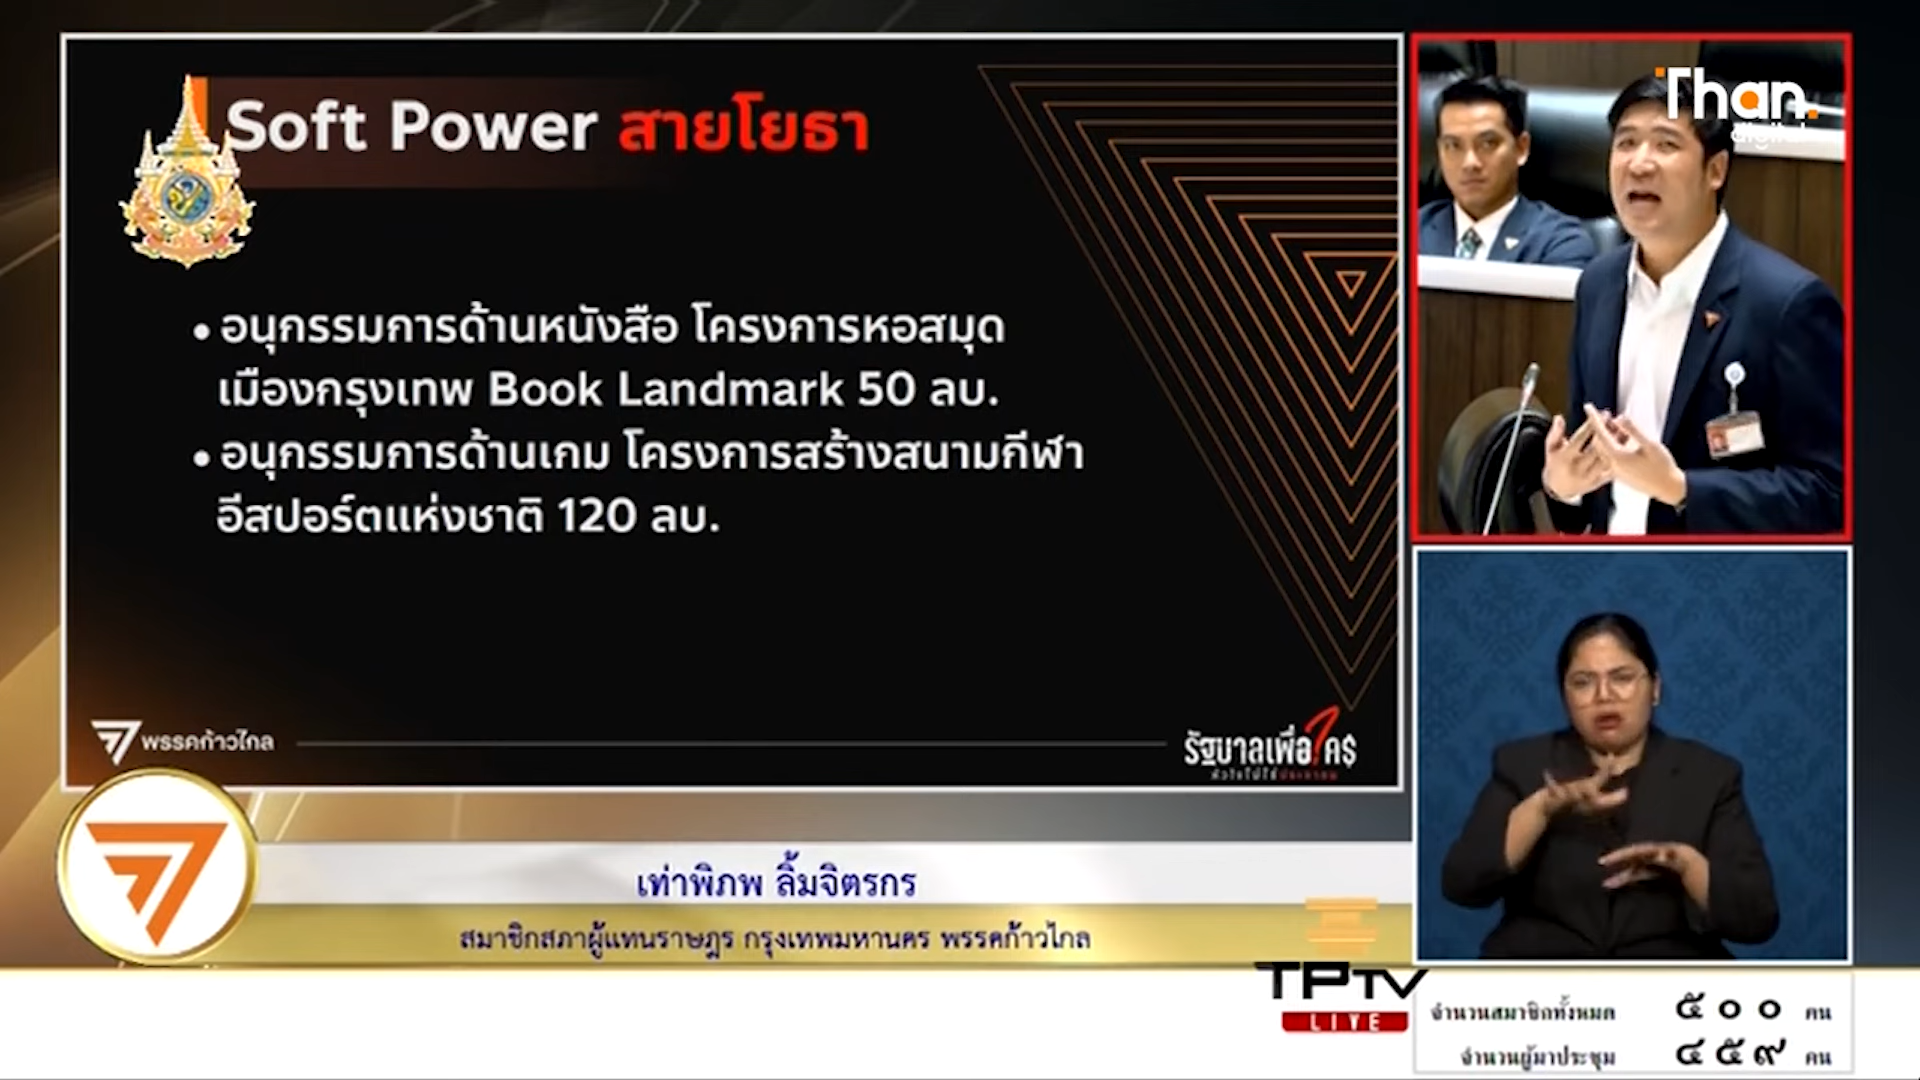 Soft Power สายโยธา
• อนุกรรมการด้านหนังสือ โครงการหอสมุด
เมืองกรุงเทพ Book Landmark 50 ลบ.
• อนุกรรมการด้านเกม โครงการสร้างสนามกีฬา
อีสปอร์ตแห่งชาติ 120 ลบ.
พรรคก้าวไกล
รัฐบาลเพื่อใคร$
Than.
digital
เท่าพิภพ ลิ้มจิตรกร
สมาชิกสภาผู้แทนราษฎร กรุงเทพมหานคร พรรคก้าวไกล
TPTV
LIVE
จำนวนสมาชิกทั้งหมด ๕๐๐ คน
จำนวนผู้มาประชุม ๔๕๙ คน